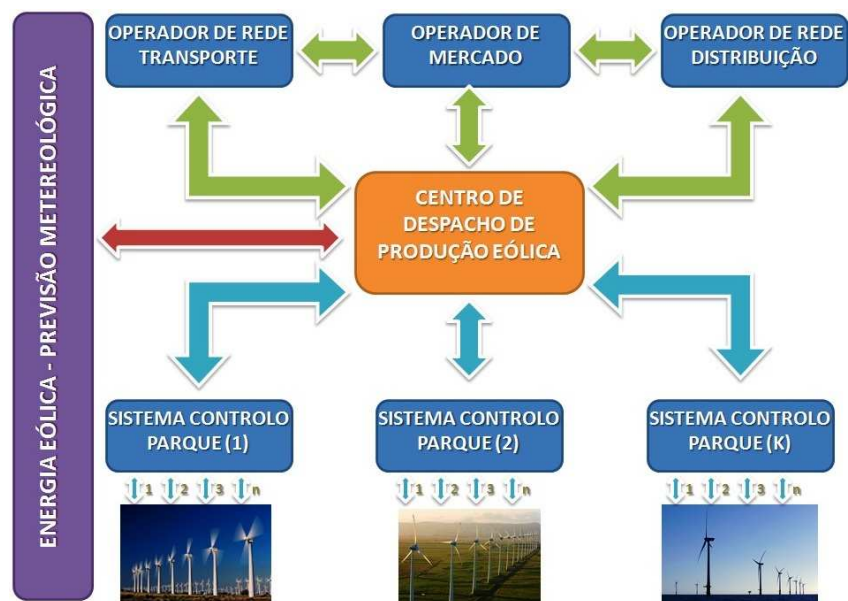 ENERGIA EÓLICA - PREVISÃO METEREOLÓGICA
OPERADOR DE REDE
TRANSPORTE
OPERADOR DE
MERCADO
OPERADOR DE REDE
DISTRIBUIÇÃO
CENTRO DE
DESPACHO DE
PRODUÇÃO EÓLICA
SISTEMA CONTROLO
PARQUE (1)
SISTEMA CONTROLO
PARQUE (2)
SISTEMA CONTROLO
PARQUE (K)
1 2 3 n
1 2 3 n
1 2 3 n